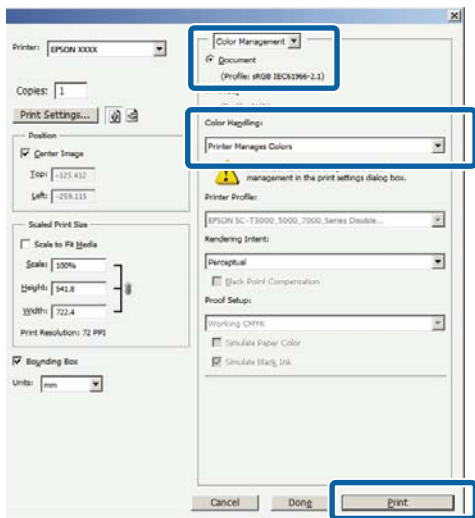 Printer: EPSON XXXX
Copies: 1
Print Settings...
Position
Center Image
Top: -125.412
Left: -259.115
Scaled Print Size
Scale to Fit Media
Scale: 100%
Height: 541.8
Width: 722.4
Print Resolution: 72 PPI
Bounding Box
Units: mm
Color Management
Document
(Profile: sRGB IEC61966-2.1)
Color Handling:
Printer Manages Colors
management in the print settings dialog box.
Printer Profile:
EPSON SC-T3000_5000_7000_Series Double...
Rendering Intent:
Perceptual
Black Point Compensation
Proof Setup:
Working CMYK
Simulate Paper Color
Simulate Black Ink
Cancel
Done
Print